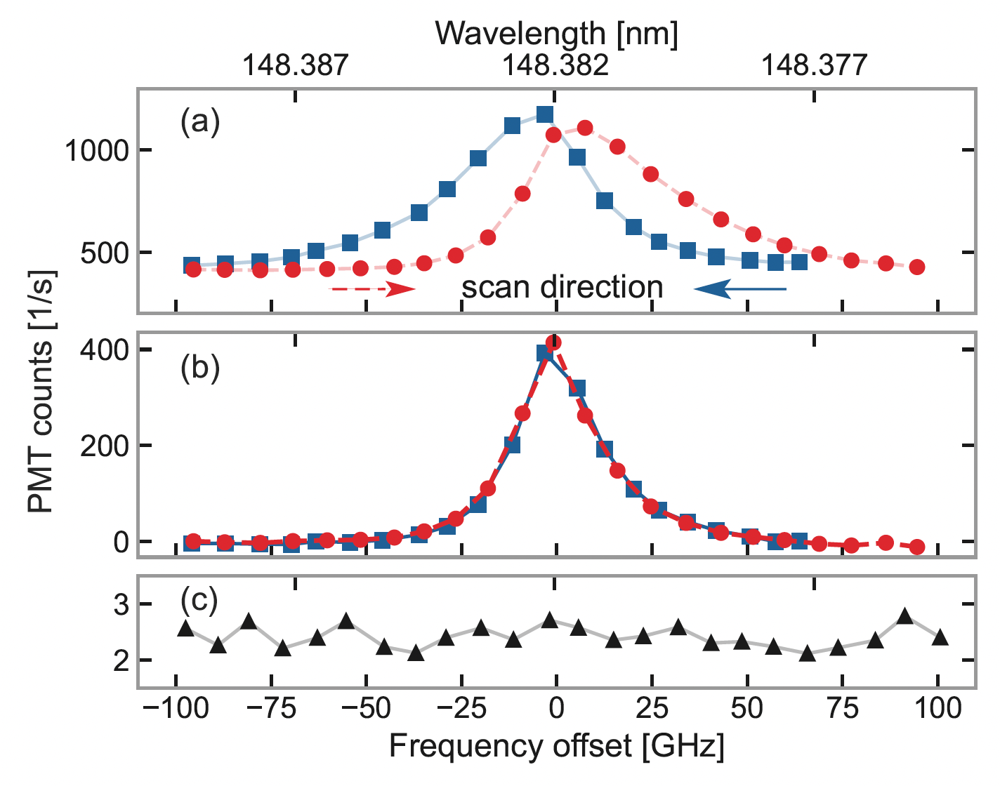 Wavelength [nm]
148.387 148.382 148.377
(a)
1000
500
scan direction
PMT counts [1/s]
(b)
400
200
0
(c)
3
2
−100 −75 −50 −25 0 25 50 75 100
Frequency offset [GHz]